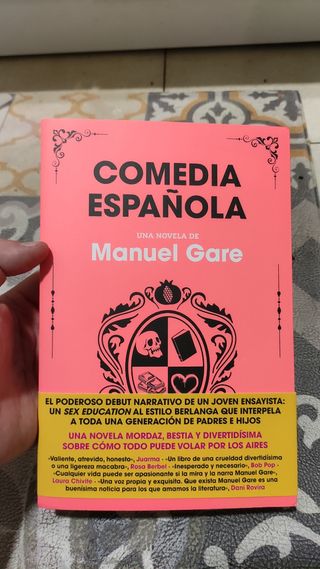 COMEDIA
ESPAÑOLA
UNA NOVELA DE
Manuel Gare
EL PODEROSO DEBUT NARRATIVO DE UN JOVEN ENSAYISTA:
UN SEX EDUCATION AL ESTILO BERLANGA QUE INTERPELA
A TODA UNA GENERACIÓN DE PADRES E HIJOS
UNA NOVELA MORDAZ, BESTIA Y DIVERTIDÍSIMA
SOBRE CÓMO TODO PUEDE VOLAR POR LOS AIRES
«Valiente, atrevido, honesto», Juarma · «Un libro de una crueldad divertidísima
o una ligereza macabra», Rosa Berbel · «Inesperado y necesario», Bob Pop ·
«Cualquier vida puede ser apasionante si la mira y la narra Manuel Gare»,
Laura Chivite · «Una voz propia y exquisita. Que exista Manuel Gare es una
buenísima noticia para los que amamos la literatura», Dani Rovira